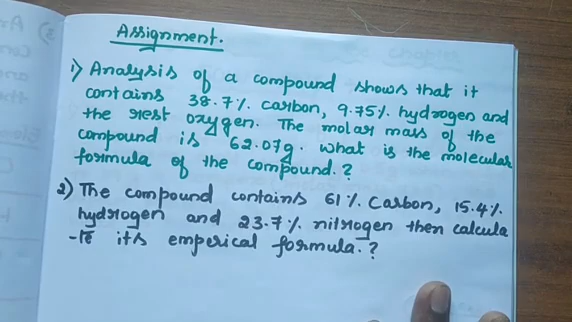 Assignment.
1) Analysis of a compound shows that it
contains 38.7%. carbon, 9.75%. hydrogen and
the rest oxygen. The molar mass of the
compound is 62.07g. what is the molecular
formula of the compound.?
2) The compound contains 61%. Carbon, 15.4%.
hydrogen and 23.7% nitrogen then calcula
-te its emperical formula.?